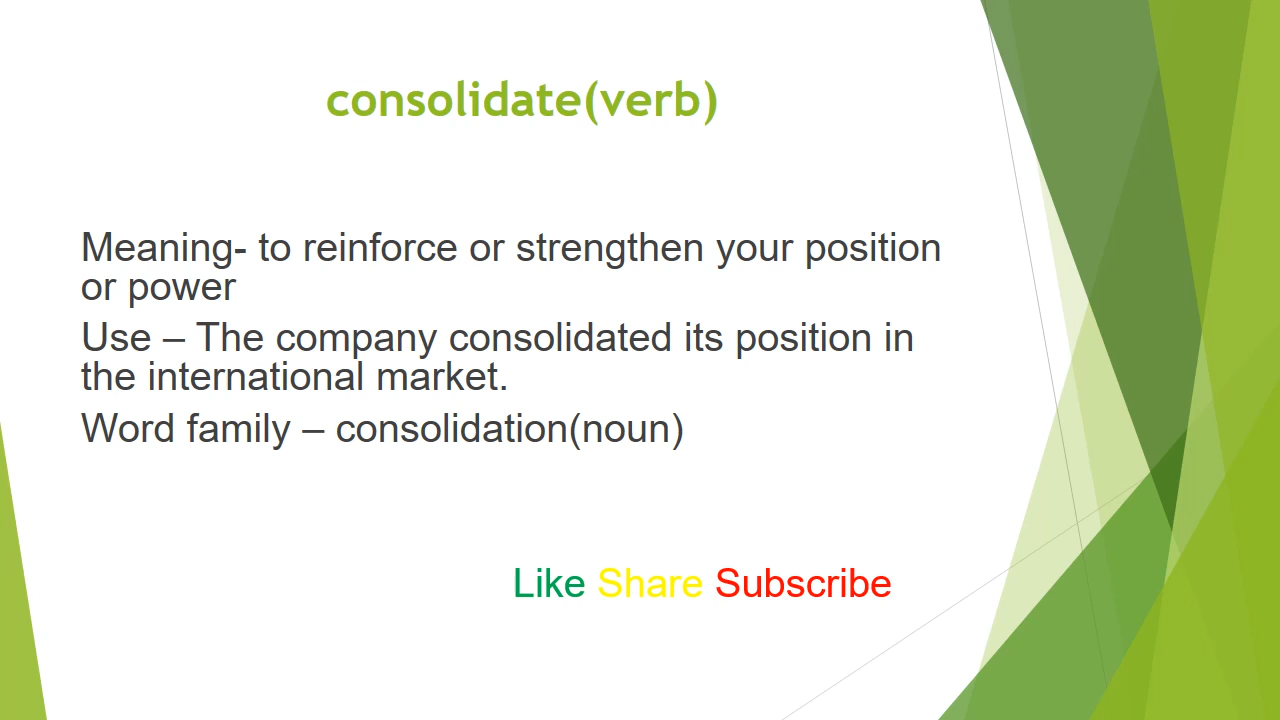 consolidate(verb)
Meaning- to reinforce or strengthen your position
or power
Use – The company consolidated its position in
the international market.
Word family – consolidation(noun)
Like Share Subscribe